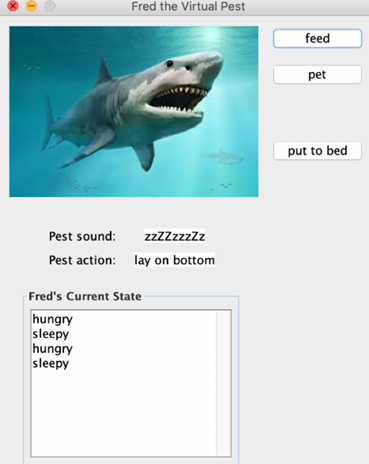 Fred the Virtual Pest
feed
pet
put to bed
Pest sound: zzZZzzzZz
Pest action: lay on bottom
Fred's Current State
hungry
sleepy
hungry
sleepy